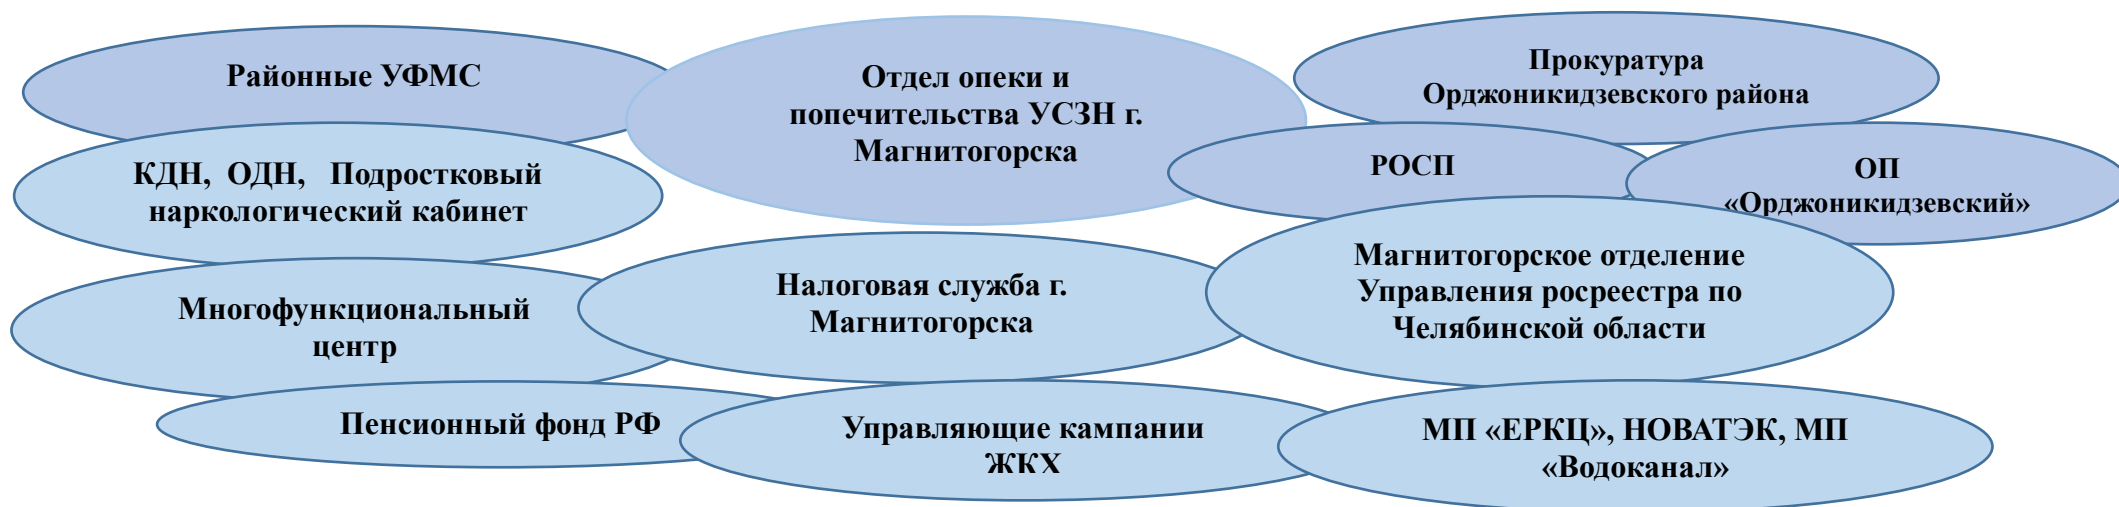 Районные УФМС
Отдел опеки и
попечительства УСЗН г.
Магнитогорска
Прокуратура
Орджоникидзевского района
КДН, ОДН, Подростковый
наркологический кабинет
РОСП
ОП
«Орджоникидзевский»
Многофункциональный
центр
Налоговая служба г.
Магнитогорска
Магнитогорское отделение
Управления росреестра по
Челябинской области
Пенсионный фонд РФ
Управляющие кампании
ЖКХ
МП «ЕРКЦ», НОВАТЭК, МП
«Водоканал»